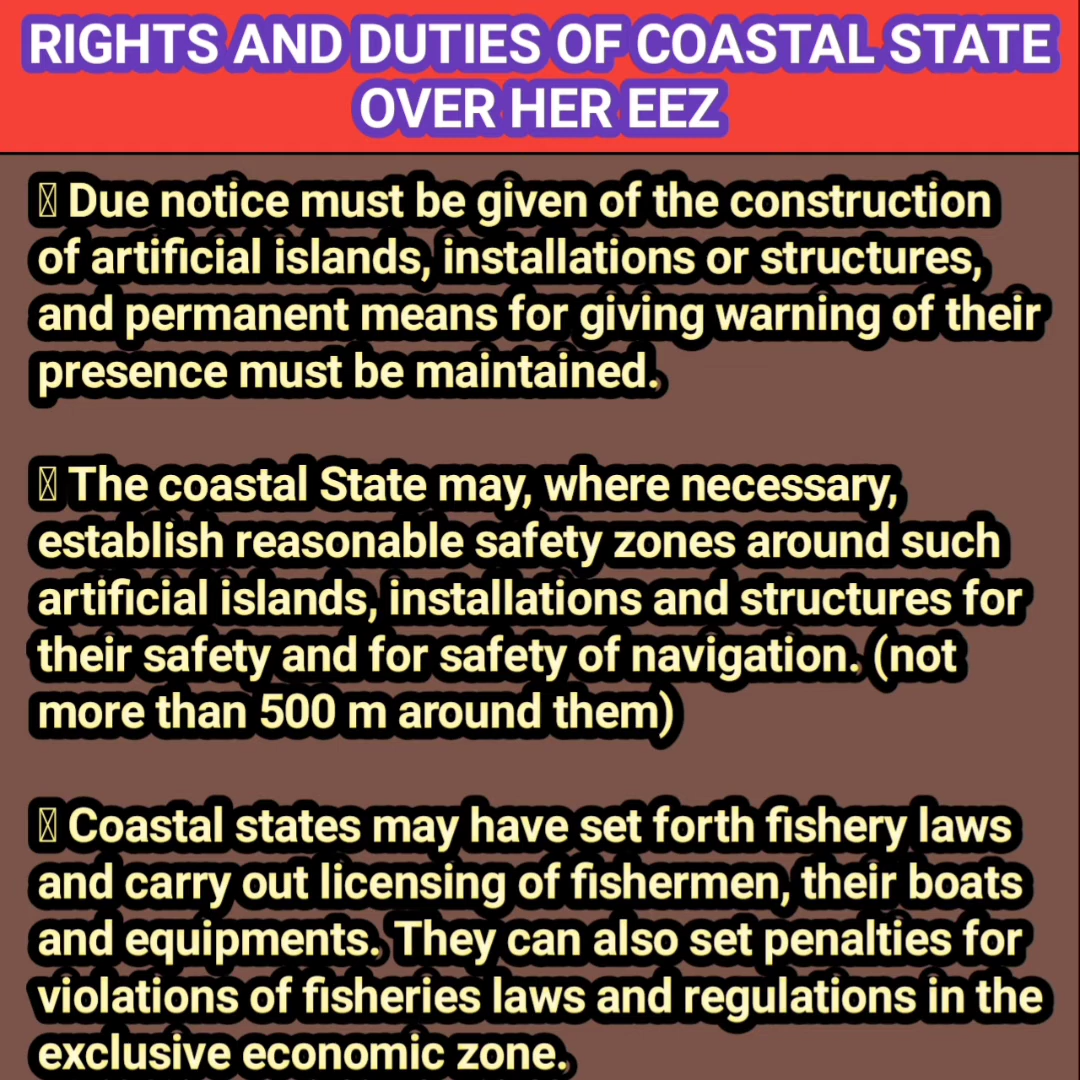 RIGHTS AND DUTIES OF COASTAL STATE
OVER HER EEZ
Due notice must be given of the construction
of artificial islands, installations or structures,
and permanent means for giving warning of their
presence must be maintained.
The coastal State may, where necessary,
establish reasonable safety zones around such
artificial islands, installations and structures for
their safety and for safety of navigation. (not
more than 500 m around them)
Coastal states may have set forth fishery laws
and carry out licensing of fishermen, their boats
and equipments. They can also set penalties for
violations of fisheries laws and regulations in the
exclusive economic zone.